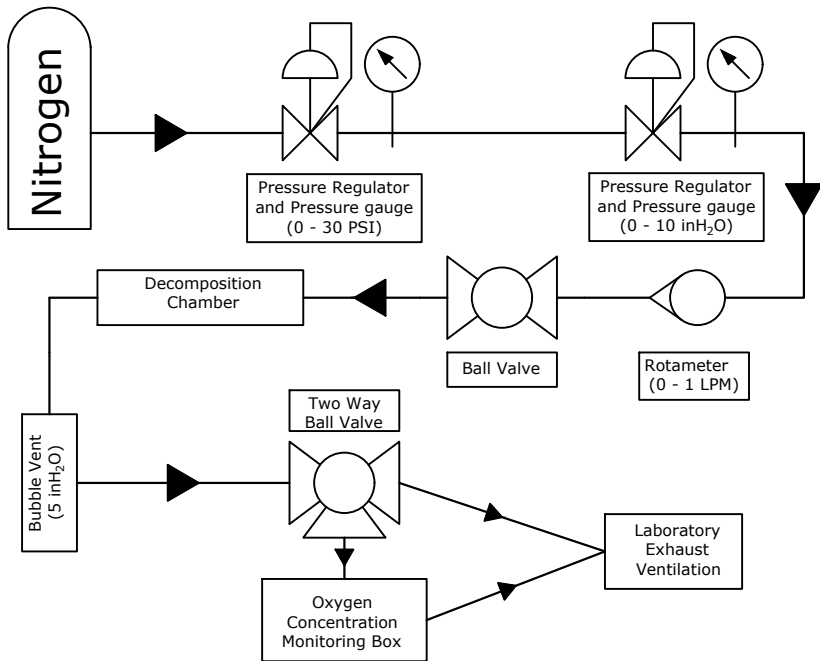 Nitrogen
Pressure Regulator
and Pressure gauge
(0 - 30 PSI)
Pressure Regulator
and Pressure gauge
(0 - 10 inH₂O)
Decomposition
Chamber
Ball Valve
Rotameter
(0 - 1 LPM)
Two Way
Ball Valve
Bubble Vent
(5 inH₂O)
Laboratory
Exhaust
Ventilation
Oxygen
Concentration
Monitoring Box